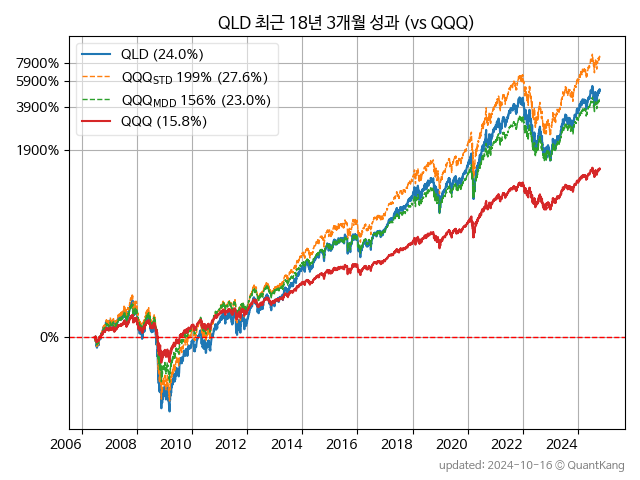 QLD 최근 18년 3개월 성과 (vs QQQ)
QLD (24.0%)
QQQSTD 199% (27.6%)
QQQMDD 156% (23.0%)
QQQ (15.8%)
7900%
5900%
3900%
1900%
0%
2006 2008 2010 2012 2014 2016 2018 2020 2022 2024
updated: 2024-10-16 © QuantKang